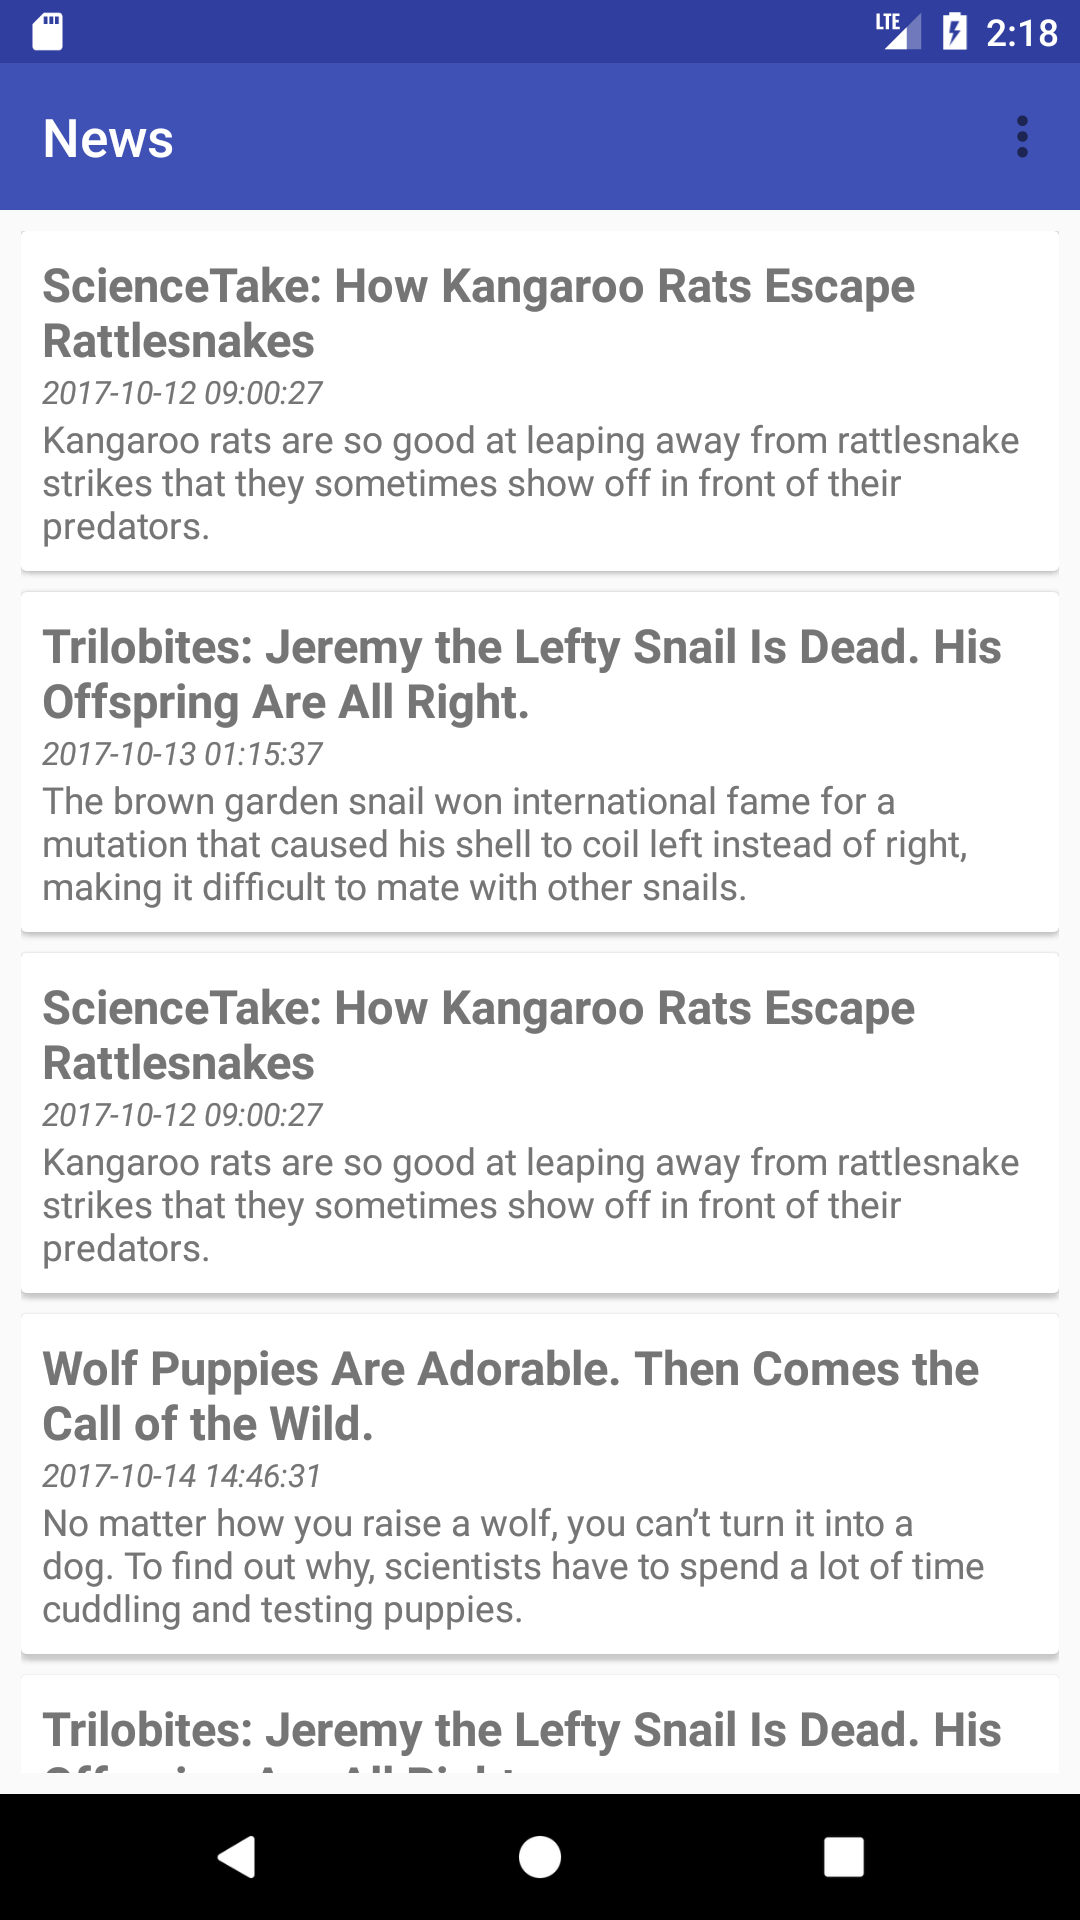 LTE 2:18
News
ScienceTake: How Kangaroo Rats Escape
Rattlesnakes
2017-10-12 09:00:27
Kangaroo rats are so good at leaping away from rattlesnake
strikes that they sometimes show off in front of their
predators.
Trilobites: Jeremy the Lefty Snail Is Dead. His
Offspring Are All Right.
2017-10-13 01:15:37
The brown garden snail won international fame for a
mutation that caused his shell to coil left instead of right,
making it difficult to mate with other snails.
ScienceTake: How Kangaroo Rats Escape
Rattlesnakes
2017-10-12 09:00:27
Kangaroo rats are so good at leaping away from rattlesnake
strikes that they sometimes show off in front of their
predators.
Wolf Puppies Are Adorable. Then Comes the
Call of the Wild.
2017-10-14 14:46:31
No matter how you raise a wolf, you can’t turn it into a
dog. To find out why, scientists have to spend a lot of time
cuddling and testing puppies.
Trilobites: Jeremy the Lefty Snail Is Dead. His
Offspring Are All Right.